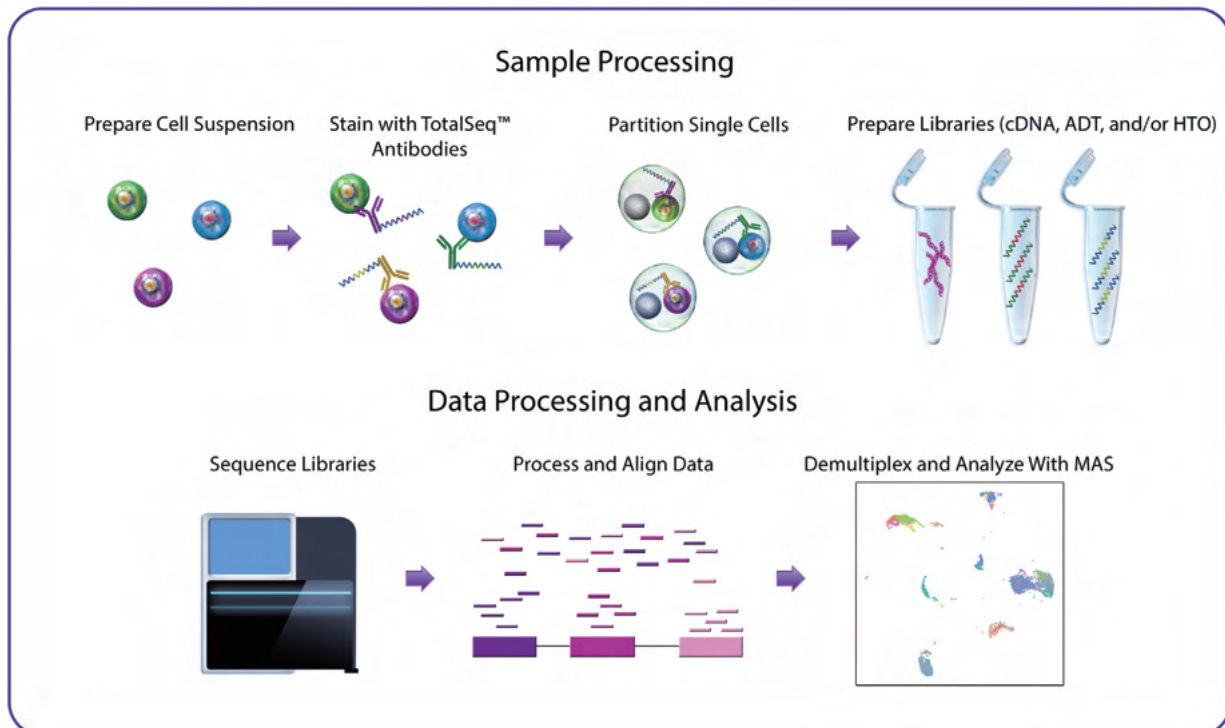 Sample Processing
Prepare Cell Suspension
Stain with TotalSeq™
Antibodies
Partition Single Cells
Prepare Libraries (cDNA, ADT, and/or HTO)
Data Processing and Analysis
Sequence Libraries
Process and Align Data
Demultiplex and Analyze With MAS